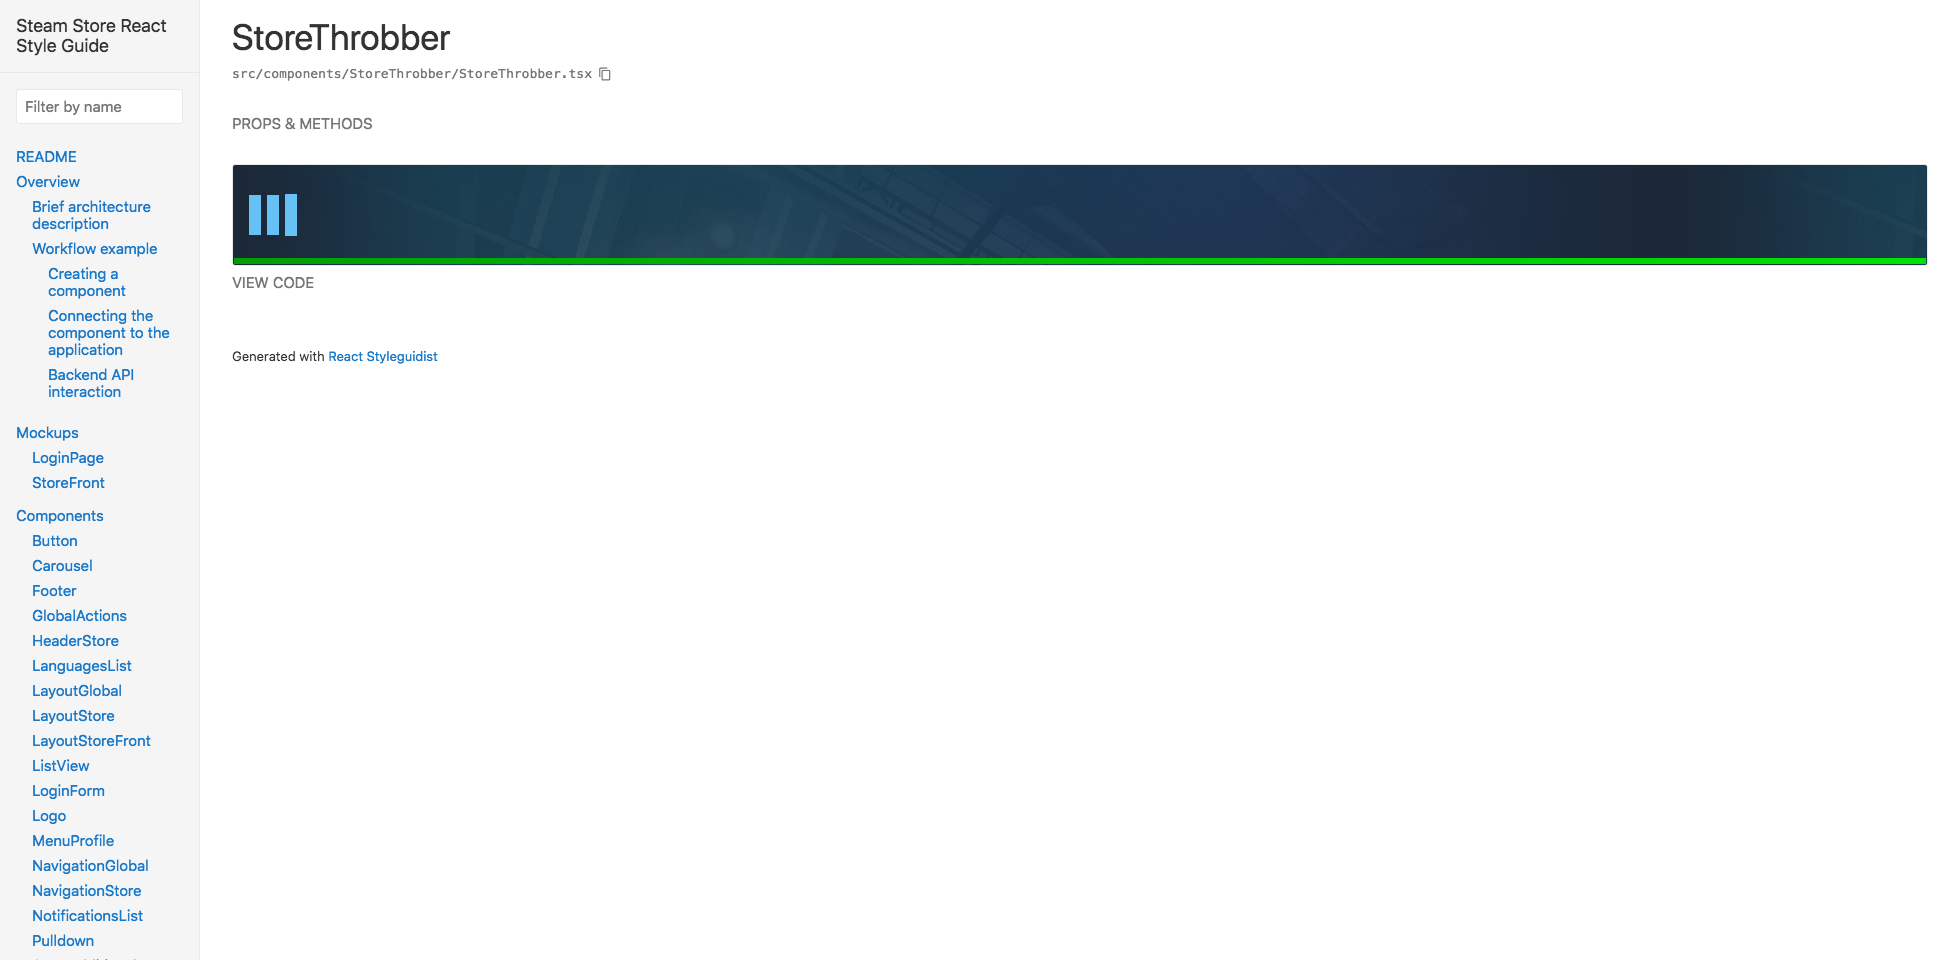 Steam Store React
Style Guide
Filter by name
README
Overview
Brief architecture
description
Workflow example
Creating a
component
Connecting the
component to the
application
Backend API
interaction
Mockups
LoginPage
StoreFront
Components
Button
Carousel
Footer
GlobalActions
HeaderStore
LanguagesList
LayoutGlobal
LayoutStore
LayoutStoreFront
ListView
LoginForm
Logo
MenuProfile
NavigationGlobal
NavigationStore
NotificationsList
Pulldown
StoreThrobber
src/components/StoreThrobber/StoreThrobber.tsx
PROPS & METHODS
VIEW CODE
Generated with React Styleguidist